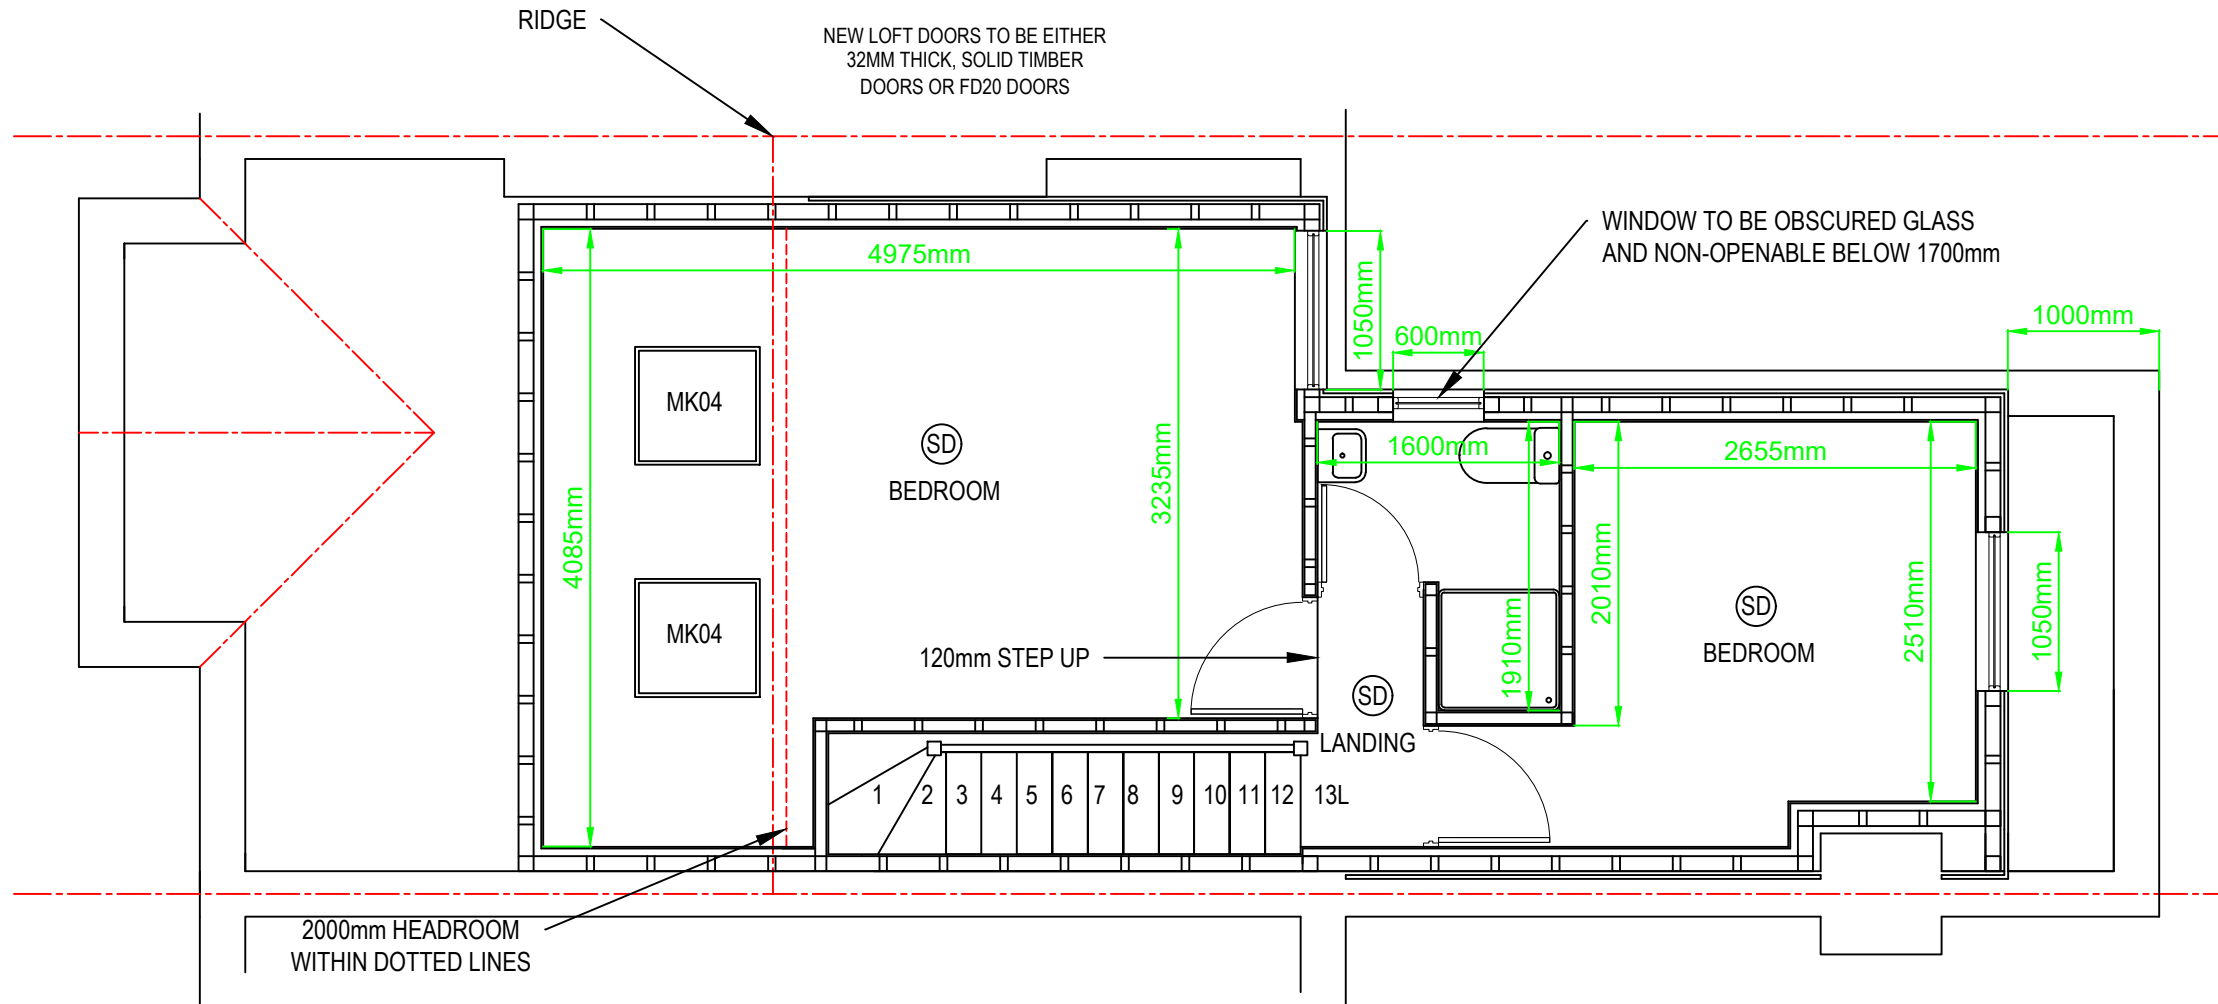 RIDGE
NEW LOFT DOORS TO BE EITHER
32MM THICK, SOLID TIMBER
DOORS OR FD20 DOORS
WINDOW TO BE OBSCURED GLASS
AND NON-OPENABLE BELOW 1700mm
4975mm
1050mm
600mm
1000mm
MK04
SD
BEDROOM
4085mm
3235mm
1600mm
2655mm
2010mm
1910mm
2510mm
1050mm
SD
BEDROOM
MK04
120mm STEP UP
SD
LANDING
1 2 3 4 5 6 7 8 9 10 11 12 13L
2000mm HEADROOM
WITHIN DOTTED LINES